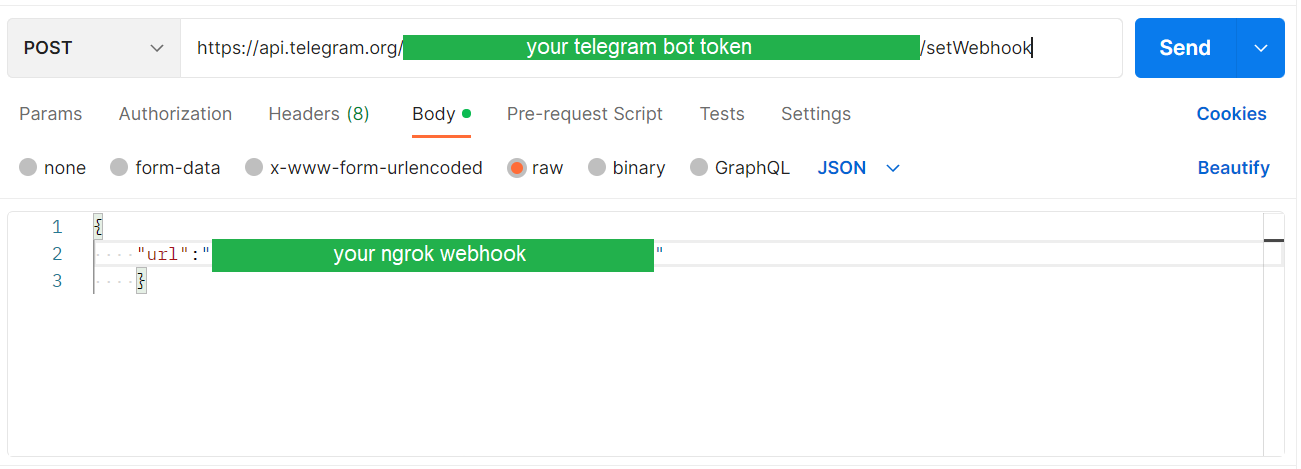 POST https://api.telegram.org/ your telegram bot token /setWebhook Send
Params Authorization Headers (8) Body Pre-request Script Tests Settings Cookies
none form-data x-www-form-urlencoded raw binary GraphQL JSON Beautify
1 {
2 "url":" your ngrok webhook "
3 }